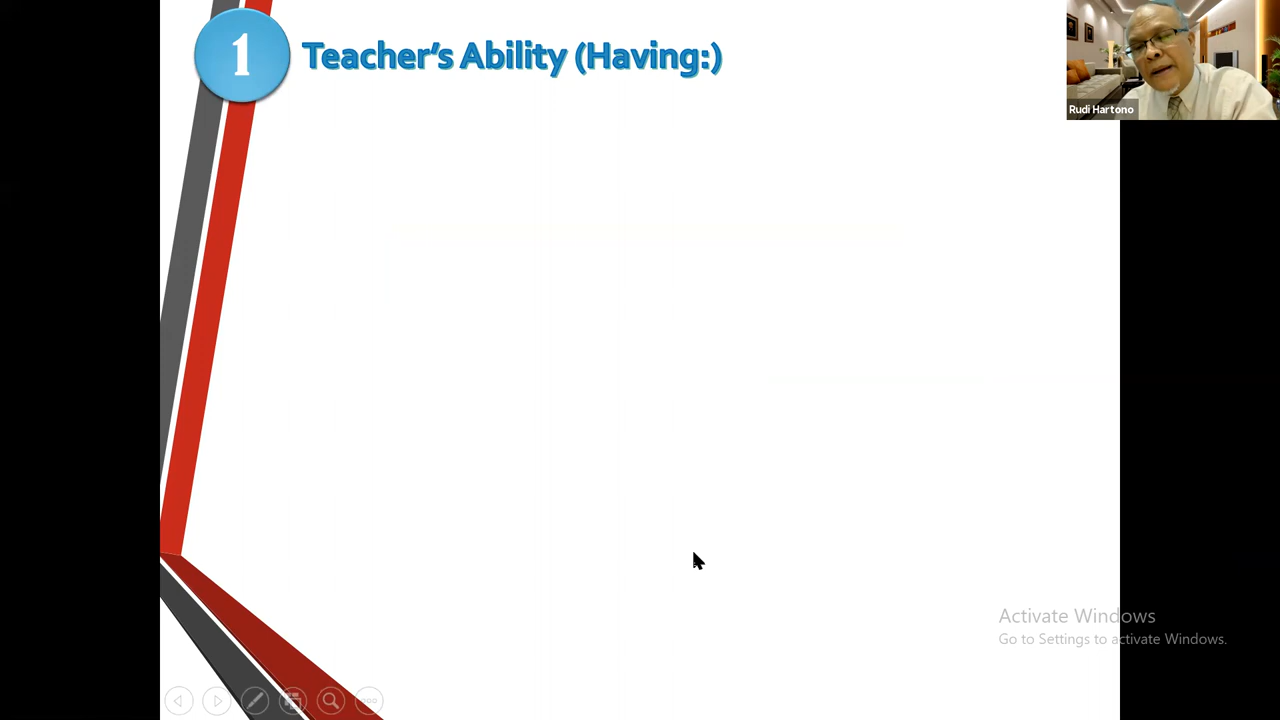 1
Teacher's Ability (Having:)
Rudi Hartono
Activate Windows
Go to Settings to activate Windows.